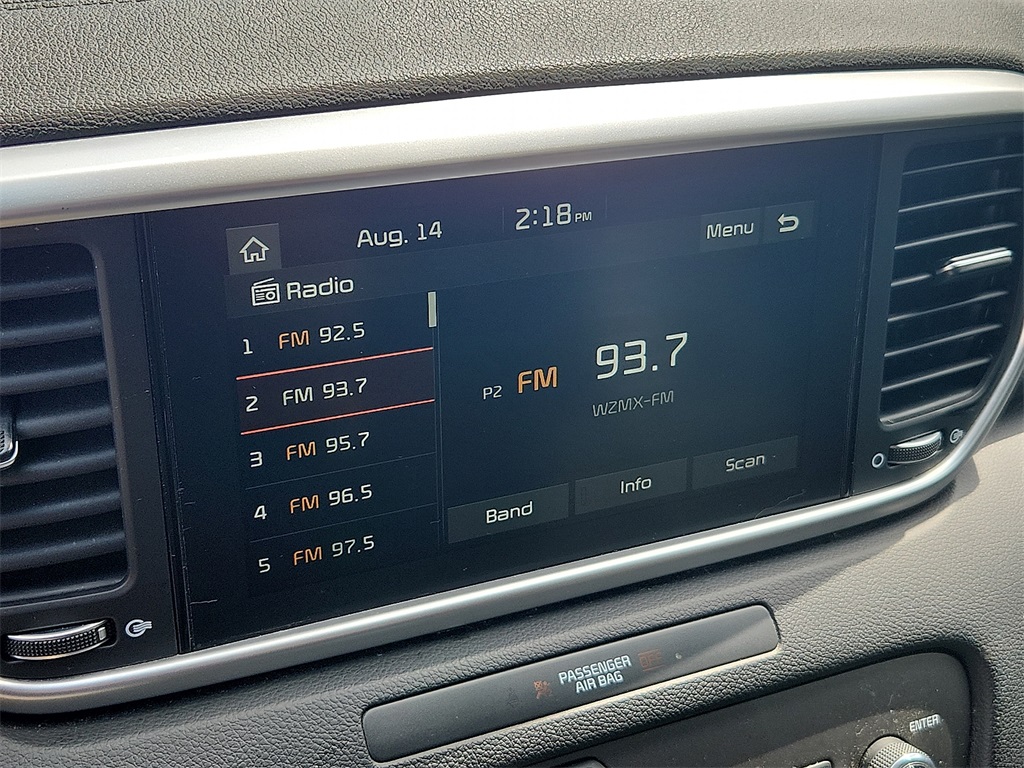 Aug. 14
2:18 PM
Menu
Radio
1 FM 92.5
2 FM 93.7
3 FM 95.7
4 FM 96.5
5 FM 97.5
P2 FM 93.7
WZMX-FM
Band
Info
Scan
PASSENGER
AIR BAG
ENTER